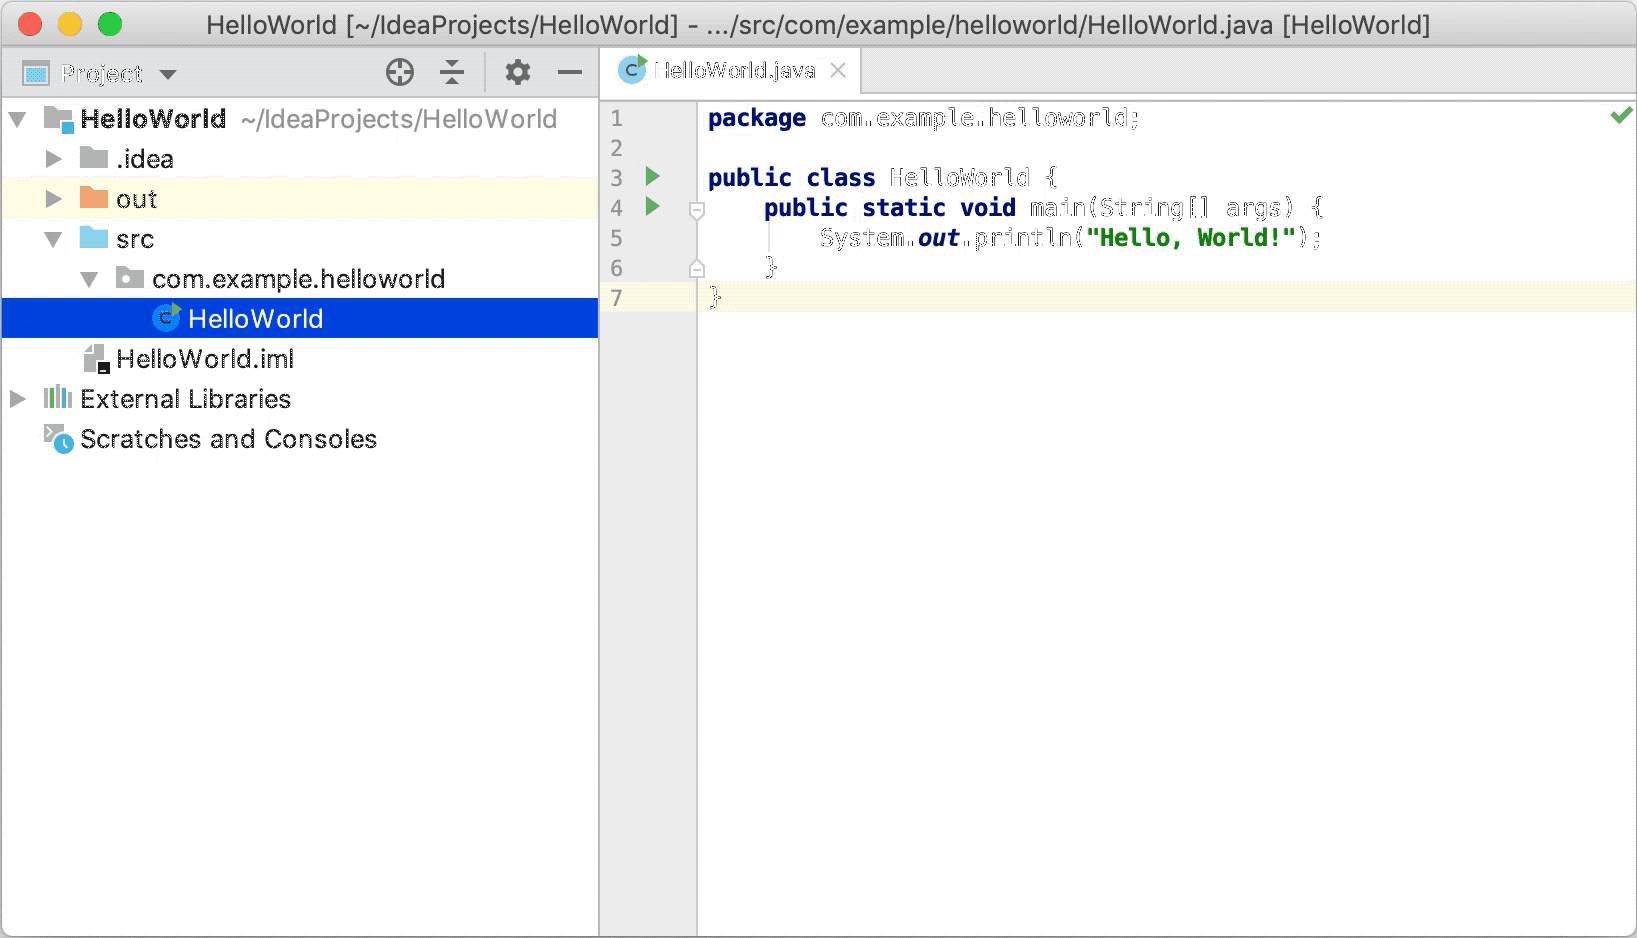 HelloWorld [~/IdeaProjects/HelloWorld] - .../src/com/example/helloworld/HelloWorld.java [HelloWorld]
Project
HelloWorld ~/IdeaProjects/HelloWorld
.idea
out
src
com.example.helloworld
C HelloWorld
HelloWorld.iml
External Libraries
Scratches and Consoles
C HelloWorld.java
1 package com.example.helloworld;
2
3 public class HelloWorld {
4 public static void main(String[] args) {
5 System.out.println("Hello, World!");
6 }
7 }